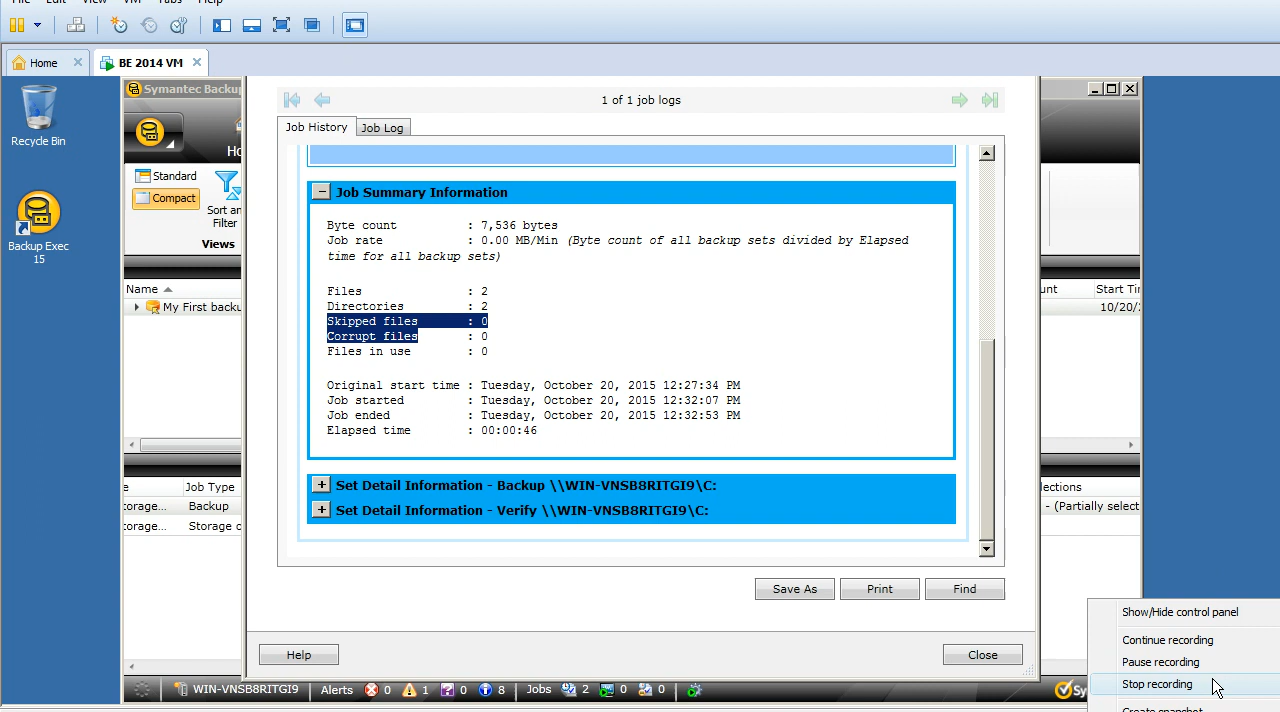 File Edit View VM Tabs Help
Home
BE 2014 VM
Recycle Bin
Backup Exec
15
Symantec Backup
Ho
Standard
Compact
Sort an
Filter
Views
Name
My First backu
e Job Type
orage... Backup
orage... Storage o
1 of 1 job logs
Job History Job Log
Job Summary Information
Byte count : 7,536 bytes
Job rate : 0.00 MB/Min (Byte count of all backup sets divided by Elapsed
time for all backup sets)
Files : 2
Directories : 2
Skipped files : 0
Corrupt files : 0
Files in use : 0
Original start time : Tuesday, October 20, 2015 12:27:34 PM
Job started : Tuesday, October 20, 2015 12:32:07 PM
Job ended : Tuesday, October 20, 2015 12:32:53 PM
Elapsed time : 00:00:46
Set Detail Information - Backup \\WIN-VNSB8RITGI9\C:
Set Detail Information - Verify \\WIN-VNSB8RITGI9\C:
Save As Print Find
Help Close
unt Start Tir
10/20/
lections
- (Partially select
WIN-VNSB8RITGI9 Alerts 0 1 0 8 Jobs 2 0 0
Sy
Show/Hide control panel
Continue recording
Pause recording
Stop recording
Create snapshot